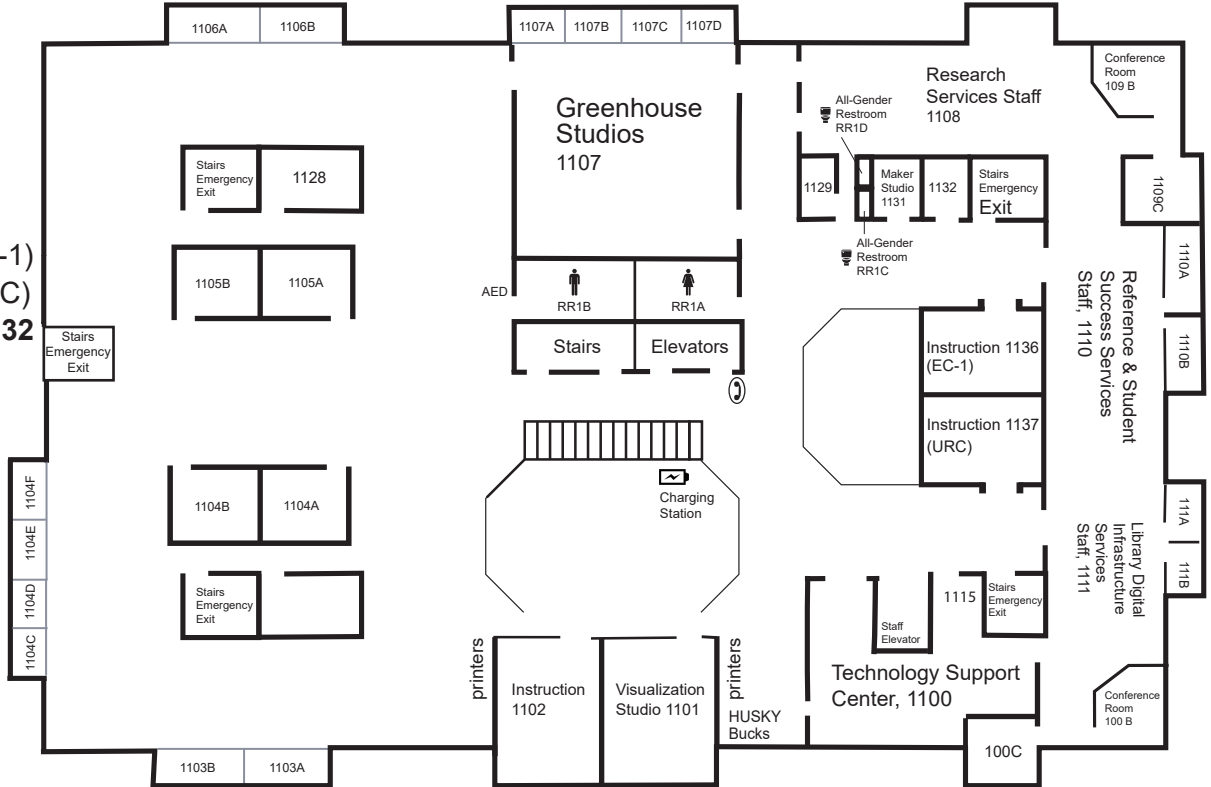 1106A
1106B
1107A
1107B
1107C
1107D
Greenhouse
Studios
1107
Research
Services Staff
1108
Conference
Room
109 B
All-Gender
Restroom
RR1D
Stairs
Emergency
Exit
1128
1129
Maker
Studio
1131
1132
Stairs
Emergency
Exit
1109C
All-Gender
Restroom
RR1C
-1)
C)
32
1105B
1105A
AED
RR1B
RR1A
1110A
Reference & Student
Success Services
Staff, 1110
Stairs
Emergency
Exit
Stairs
Elevators
Instruction 1136
(EC-1)
1110B
Instruction 1137
(URC)
1104F
1104E
1104D
1104C
1104B
1104A
Charging
Station
111A
111B
Library Digital
Infrastructure
Services
Staff, 1111
Stairs
Emergency
Exit
1115
Stairs
Emergency
Exit
Staff
Elevator
printers
Instruction
1102
Visualization
Studio 1101
printers
HUSKY
Bucks
Technology Support
Center, 1100
Conference
Room
100 B
100C
1103B
1103A